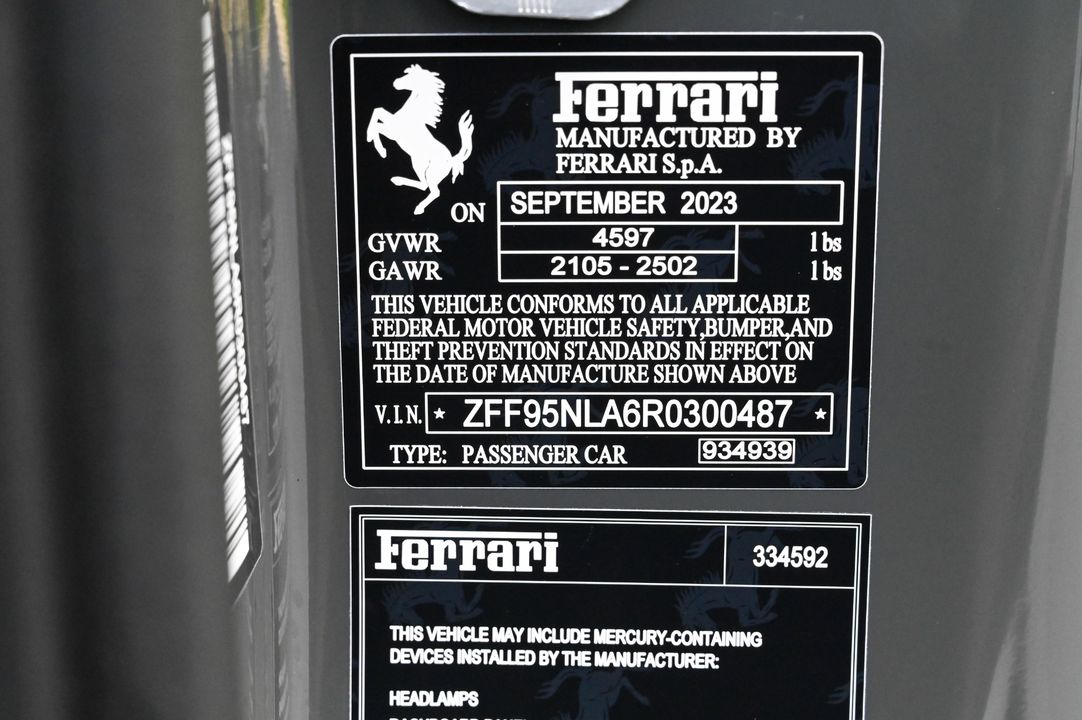 Ferrari
MANUFACTURED BY
FERRARI S.p.A.
ON SEPTEMBER 2023
GVWR 4597 lbs
GAWR 2105 - 2502 lbs
THIS VEHICLE CONFORMS TO ALL APPLICABLE
FEDERAL MOTOR VEHICLE SAFETY,BUMPER,AND
THEFT PREVENTION STANDARDS IN EFFECT ON
THE DATE OF MANUFACTURE SHOWN ABOVE
V.I.N. ★ ZFF95NLA6R0300487 ★
TYPE: PASSENGER CAR 934939
Ferrari 334592
THIS VEHICLE MAY INCLUDE MERCURY-CONTAINING
DEVICES INSTALLED BY THE MANUFACTURER:
HEADLAMPS